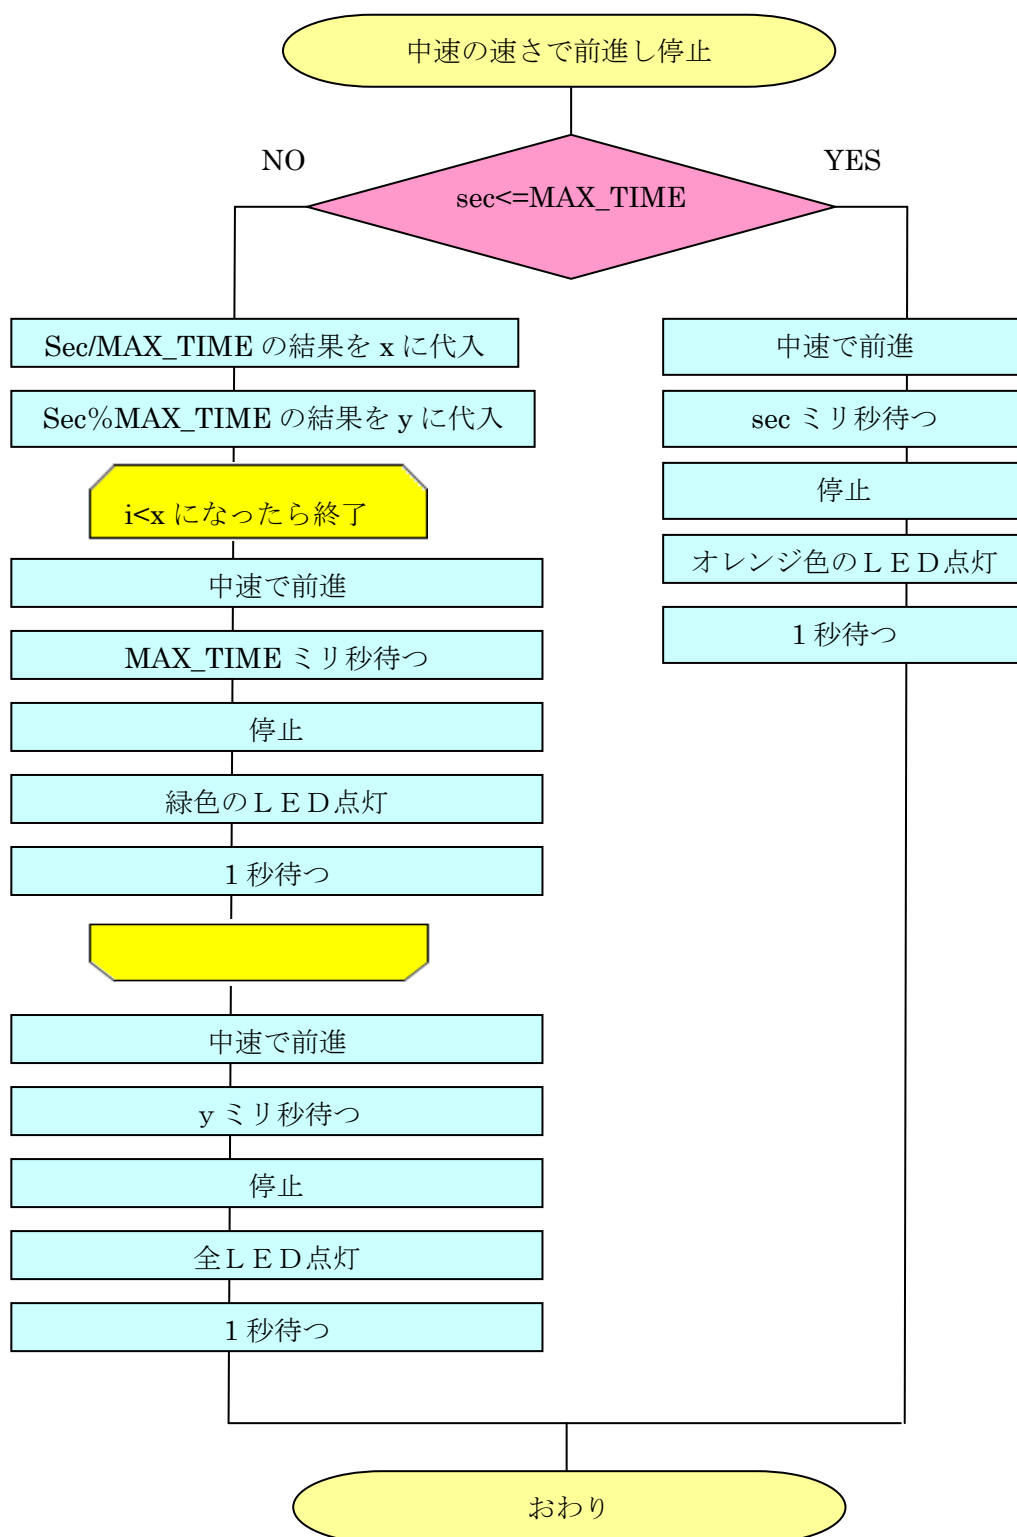 中速の速さで前進し停止
NO
YES
sec<=MAX_TIME
Sec/MAX_TIME の結果を x に代入
Sec%MAX_TIME の結果を y に代入
i<x になったら終了
中速で前進
MAX_TIME ミリ秒待つ
停止
緑色のＬＥＤ点灯
1 秒待つ
中速で前進
y ミリ秒待つ
停止
全ＬＥＤ点灯
1 秒待つ
中速で前進
sec ミリ秒待つ
停止
オレンジ色のＬＥＤ点灯
1 秒待つ
おわり